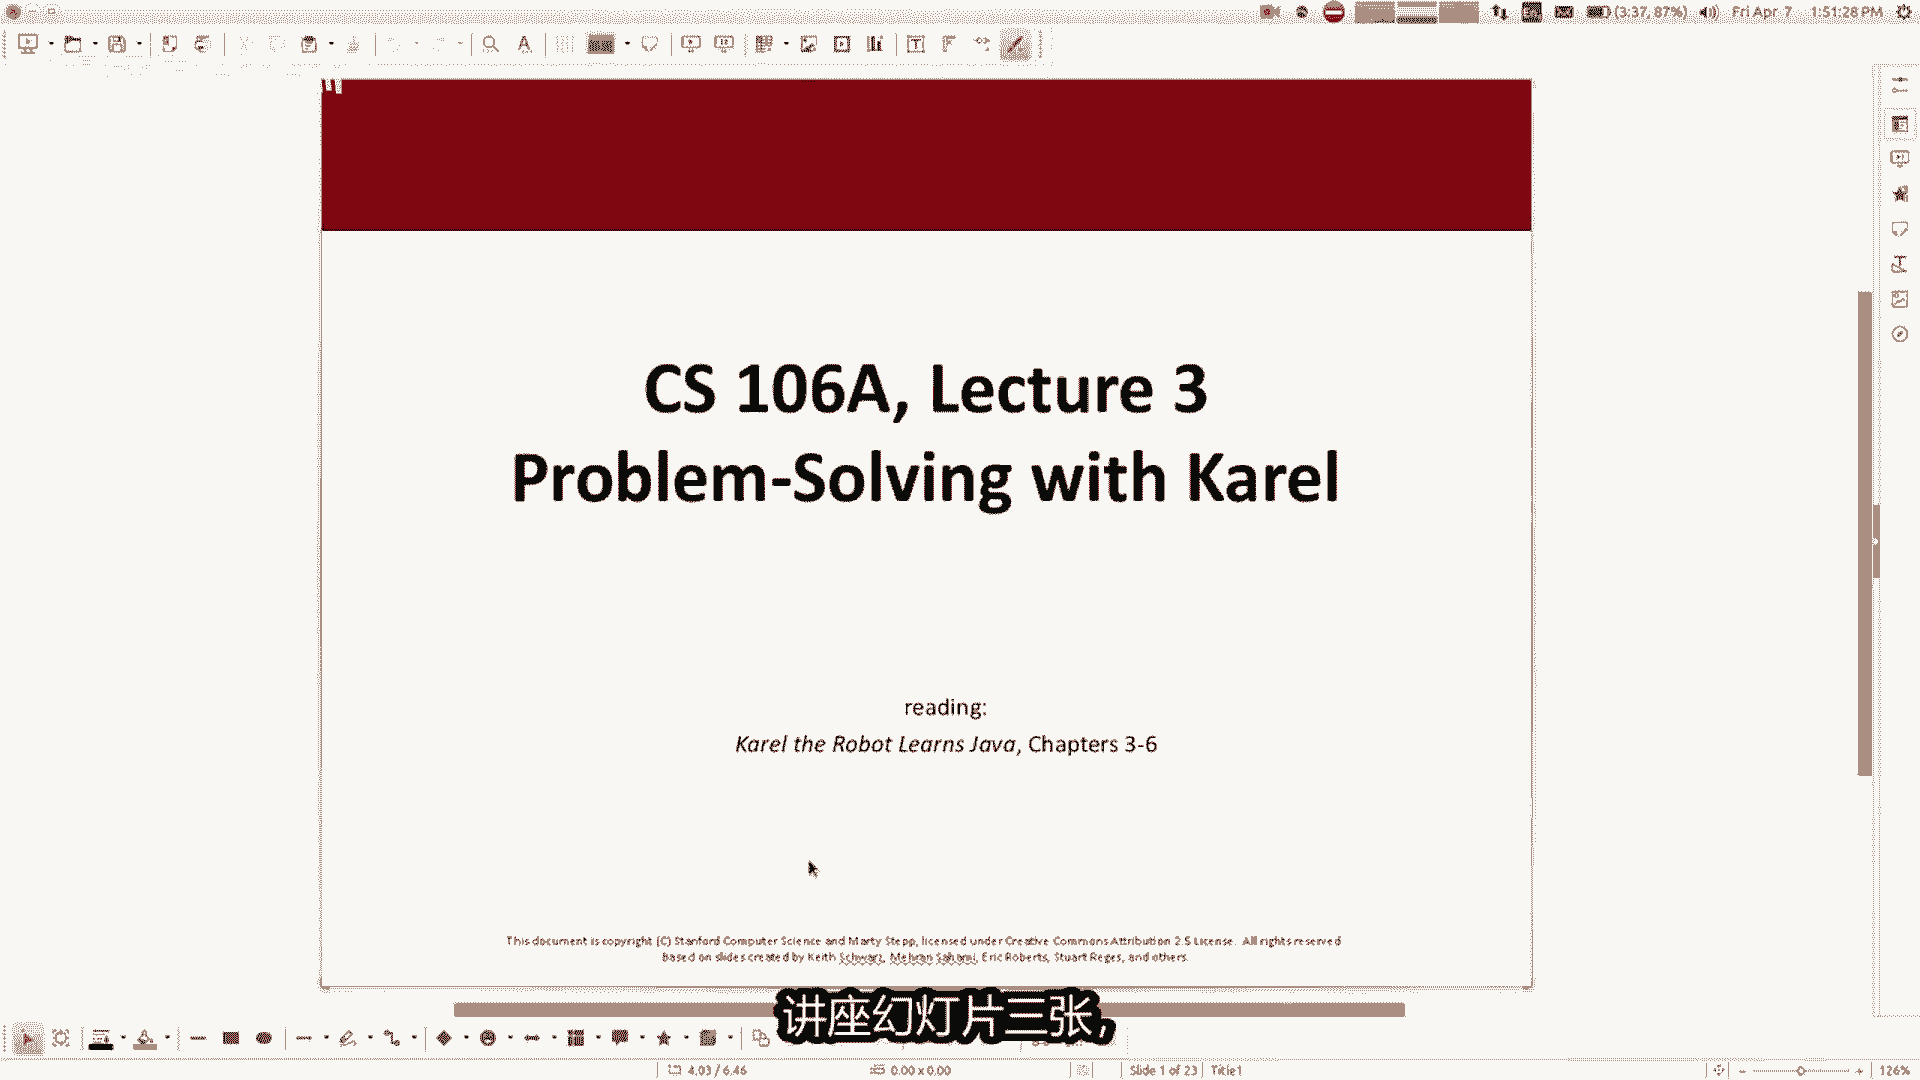 (3:37, 87%) Fri Apr 7 1:51:28 PM
CS 106A, Lecture 3
Problem-Solving with Karel
reading:
Karel the Robot Learns Java, Chapters 3-6
This document is copyright (C) Stanford Computer Science and Marty Stepp, licensed under Creative Commons Attribution 2.5 License. All rights reserved
Based on slides created by Keith Schwarz, Mehran Sahami, Eric Roberts, Stuart Reges, and others.
讲座幻灯片三张，
4.03 / 6.46 0.00 x 0.00 Slide 1 of 23 Title1 126%